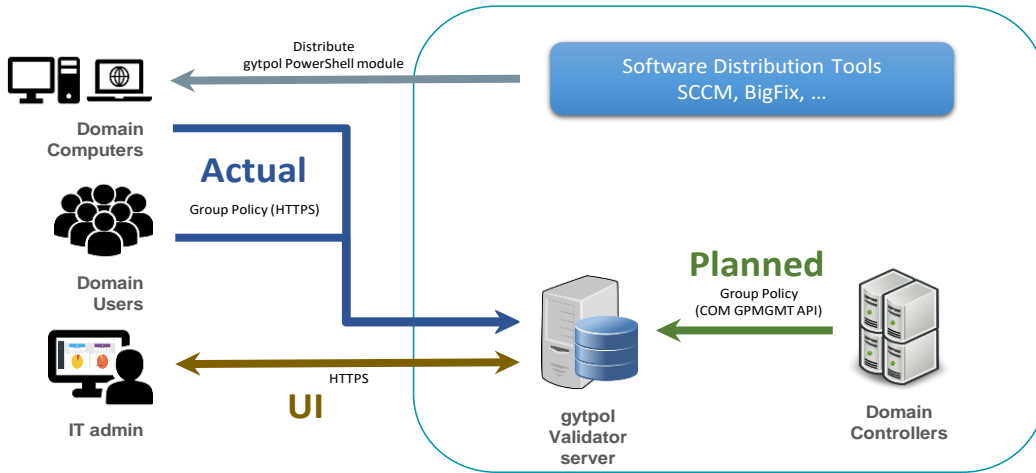 Distribute
gytpol PowerShell module
Software Distribution Tools
SCCM, BigFix, ...
Domain
Computers
Actual
Group Policy (HTTPS)
Domain
Users
Planned
Group Policy
(COM GPMGMT API)
HTTPS
UI
IT admin
gytpol
Validator
server
Domain
Controllers